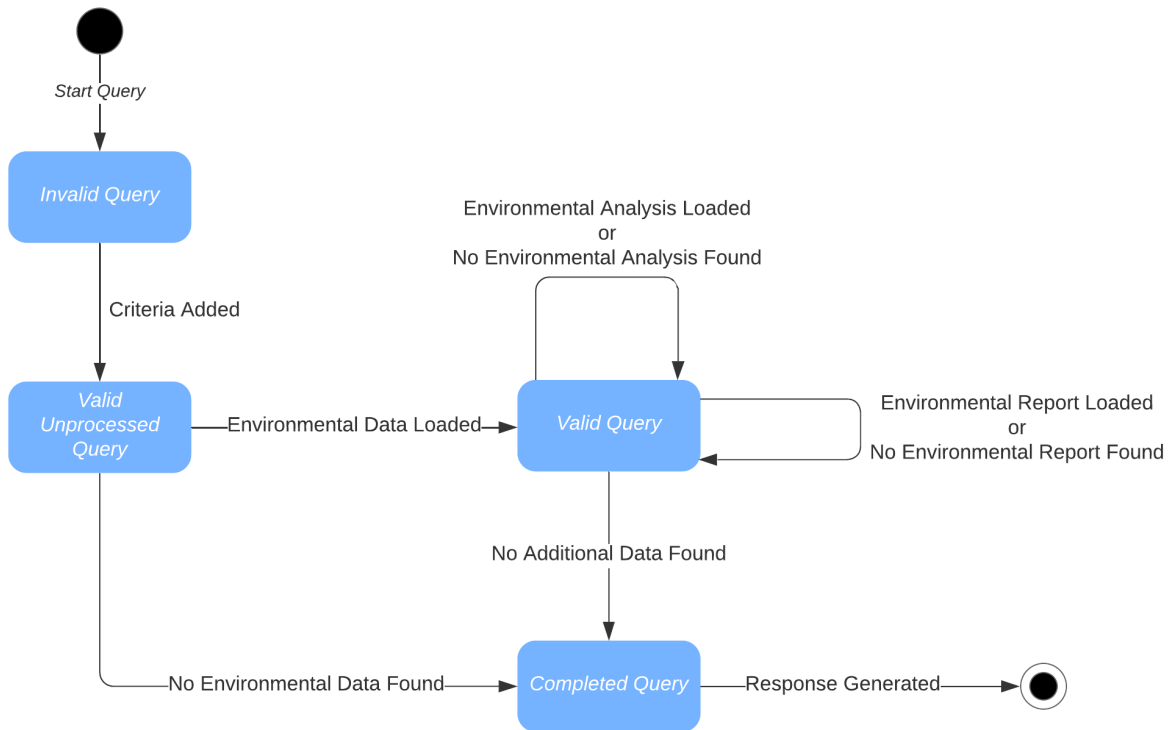 Start Query
Invalid Query
Criteria Added
Environmental Analysis Loaded
or
No Environmental Analysis Found
Valid
Unprocessed
Query
Environmental Data Loaded
Valid Query
Environmental Report Loaded
or
No Environmental Report Found
No Additional Data Found
No Environmental Data Found
Completed Query
Response Generated